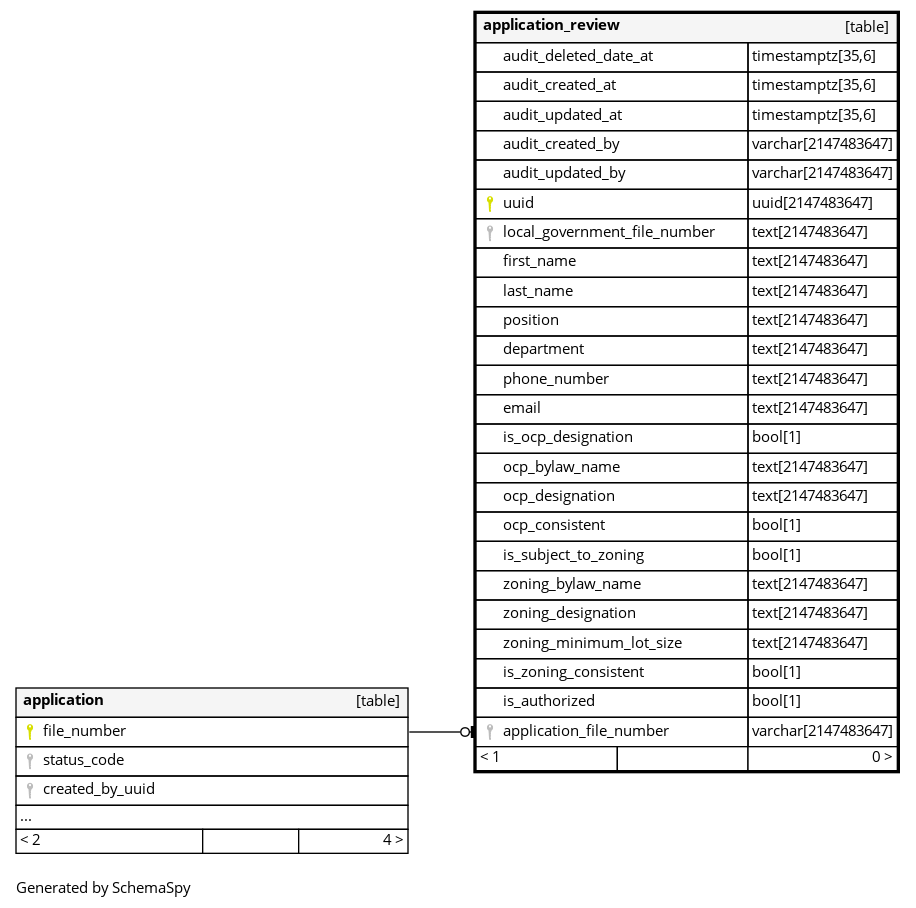 application_review [table]
audit_deleted_date_at timestamptz[35,6]
audit_created_at timestamptz[35,6]
audit_updated_at timestamptz[35,6]
audit_created_by varchar[2147483647]
audit_updated_by varchar[2147483647]
uuid uuid[2147483647]
local_government_file_number text[2147483647]
first_name text[2147483647]
last_name text[2147483647]
position text[2147483647]
department text[2147483647]
phone_number text[2147483647]
email text[2147483647]
is_ocp_designation bool[1]
ocp_bylaw_name text[2147483647]
ocp_designation text[2147483647]
ocp_consistent bool[1]
is_subject_to_zoning bool[1]
zoning_bylaw_name text[2147483647]
zoning_designation text[2147483647]
zoning_minimum_lot_size text[2147483647]
is_zoning_consistent bool[1]
is_authorized bool[1]
application_file_number varchar[2147483647]
< 1 0 >
application [table]
file_number
status_code
created_by_uuid
...
< 2 4 >
Generated by SchemaSpy